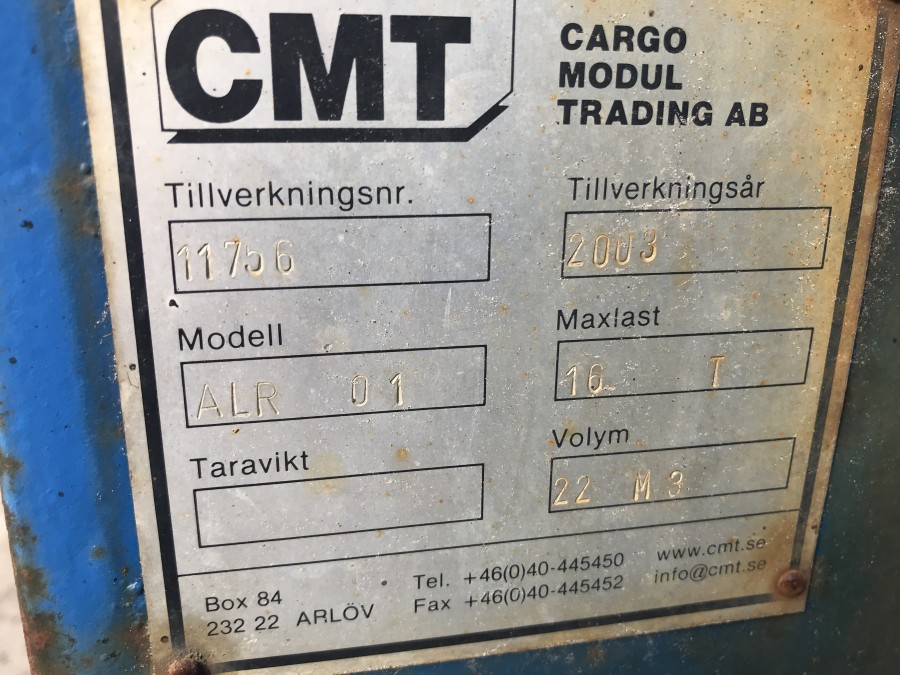 CMT
CARGO
MODUL
TRADING AB
Tillverkningsnr.
11756
Tillverkningsår
2003
Modell
ALR 01
Maxlast
16 T
Taravikt
Volym
22 M3
Box 84
232 22 ARLÖV
Tel. +46(0)40-445450
Fax +46(0)40-445452
www.cmt.se
info@cmt.se